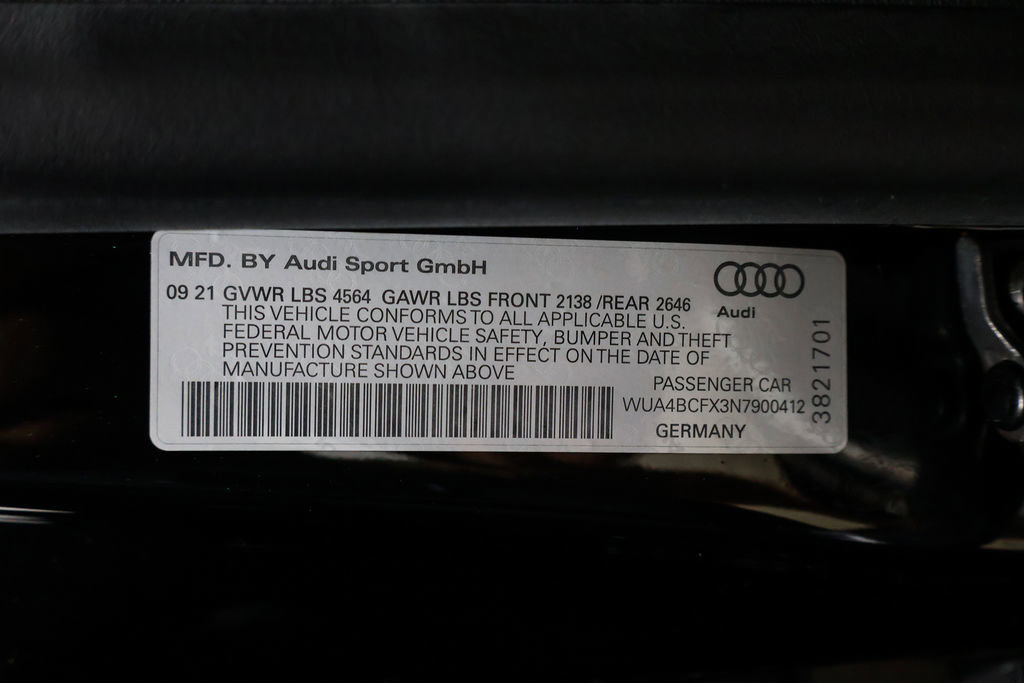 MFD. BY Audi Sport GmbH
09 21 GVWR LBS 4564 GAWR LBS FRONT 2138 /REAR 2646
THIS VEHICLE CONFORMS TO ALL APPLICABLE U.S.
FEDERAL MOTOR VEHICLE SAFETY, BUMPER AND THEFT
PREVENTION STANDARDS IN EFFECT ON THE DATE OF
MANUFACTURE SHOWN ABOVE
Audi
PASSENGER CAR
WUA4BCFX3N7900412
GERMANY
3821701